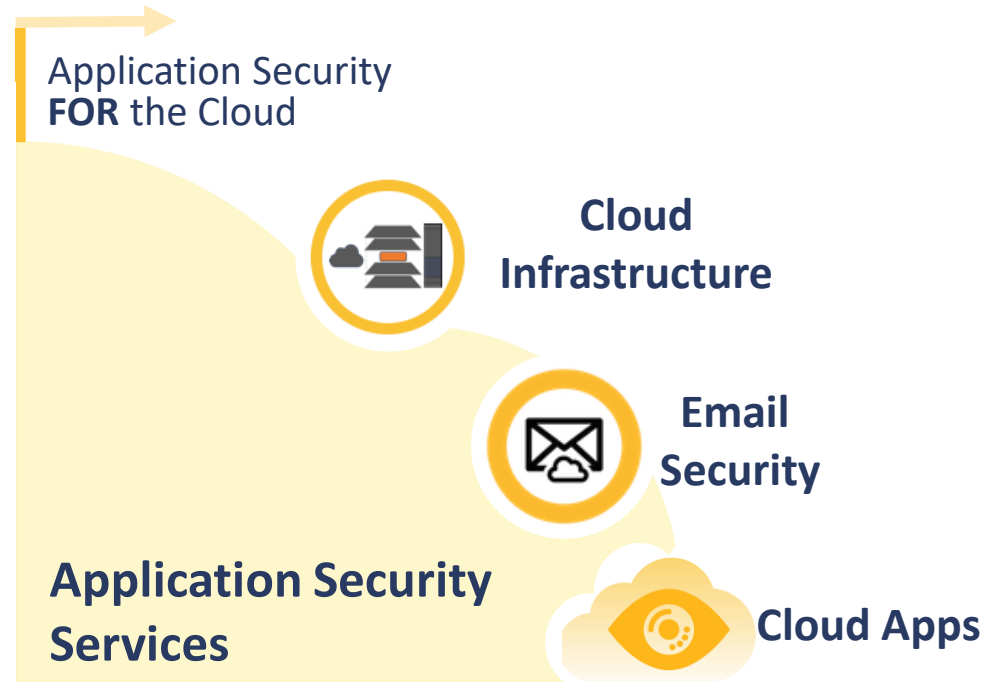 Application Security
FOR the Cloud
Cloud
Infrastructure
Email
Security
Application Security
Services
Cloud Apps